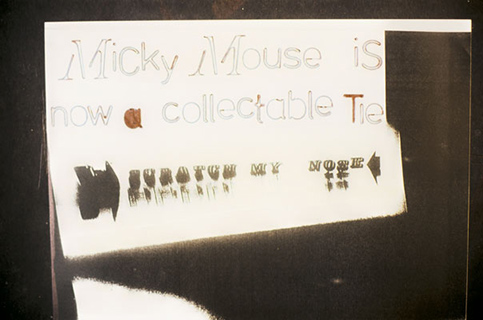 Micky Mouse iS
now a collectable Tie
SCRATCH MY NOSE